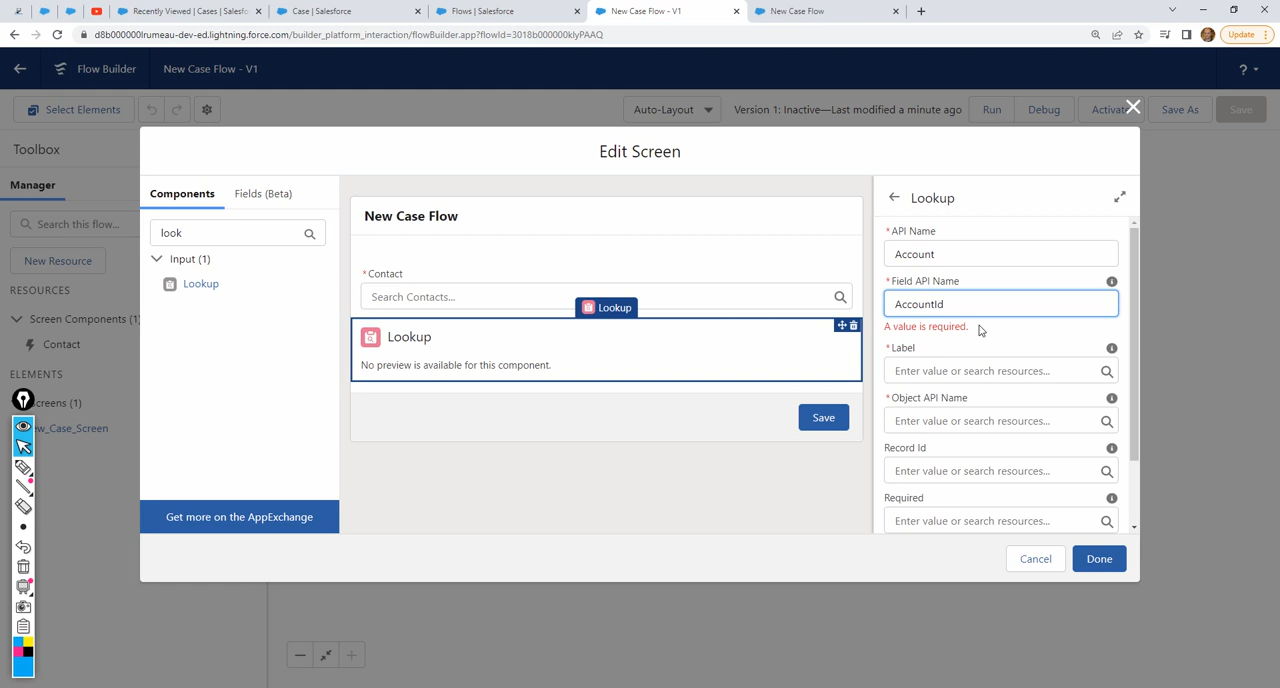 Recently Viewed | Cases | Salesf
Case | Salesforce
Flows | Salesforce
New Case Flow - V1
New Case Flow
d8b000000lrumeau-dev-ed.lightning.force.com/builder_platform_interaction/flowBuilder.app?flowId=3018b000000klyPAAQ
Update
Flow Builder
New Case Flow - V1
?
Select Elements
Auto-Layout
Version 1: Inactive—Last modified a minute ago
Run
Debug
Activate
Save As
Save
Toolbox
Manager
Search this flow...
New Resource
RESOURCES
Screen Components (1)
Contact
ELEMENTS
Screens (1)
ew_Case_Screen
Edit Screen
Components
Fields (Beta)
look
Input (1)
Lookup
Get more on the AppExchange
New Case Flow
* Contact
Search Contacts...
Lookup
Lookup
No preview is available for this component.
Save
Lookup
* API Name
Account
* Field API Name
AccountId
A value is required.
* Label
Enter value or search resources...
* Object API Name
Enter value or search resources...
Record Id
Enter value or search resources...
Required
Enter value or search resources...
Cancel
Done